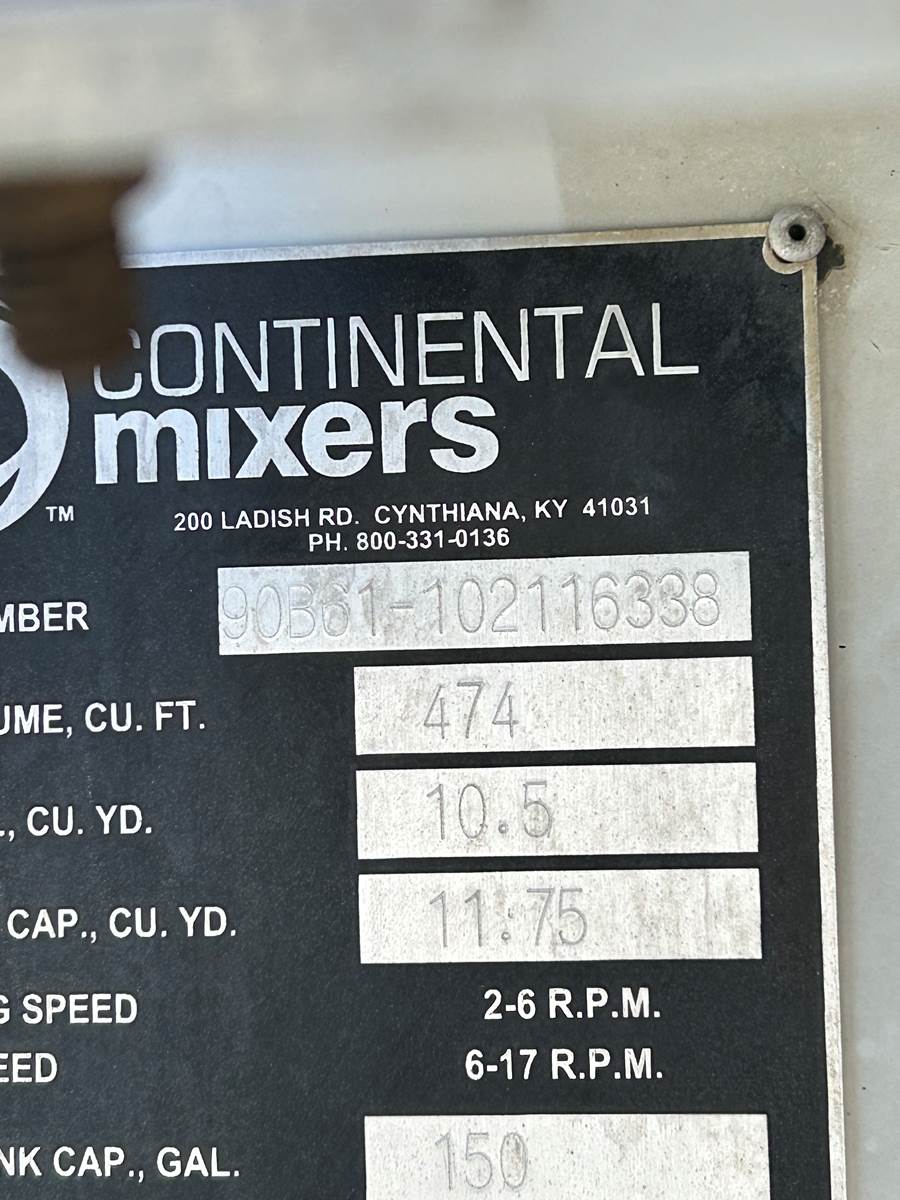 CONTINENTAL
mixers
TM
200 LADISH RD. CYNTHIANA, KY 41031
PH. 800-331-0136
MBER 90B61-102116338
UME, CU. FT. 474
., CU. YD. 10.5
CAP., CU. YD. 11.75
G SPEED 2-6 R.P.M.
EED 6-17 R.P.M.
NK CAP., GAL. 150